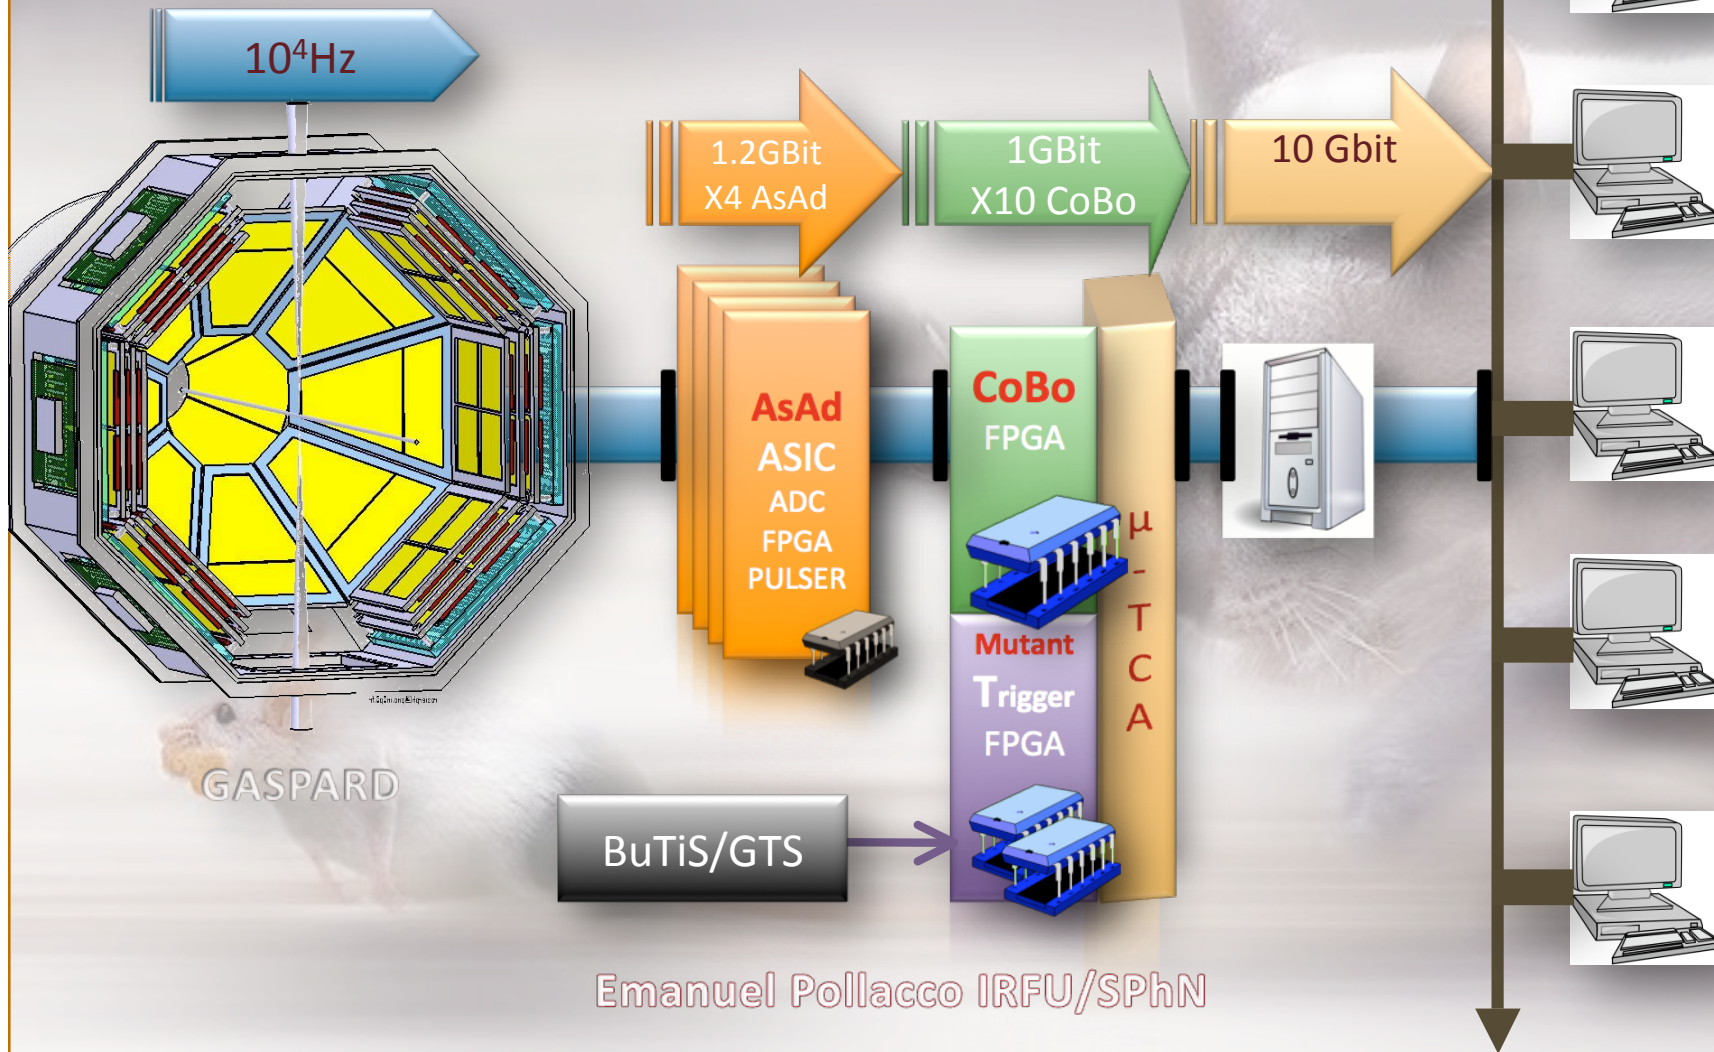 10⁴Hz
1.2GBit
X4 AsAd
1GBit
X10 CoBo
10 Gbit
AsAd
ASIC
ADC
FPGA
PULSER
CoBo
FPGA
Mutant
Trigger
FPGA
μ
-
T
C
A
GASPARD
BuTiS/GTS
Emanuel Pollacco IRFU/SPhN